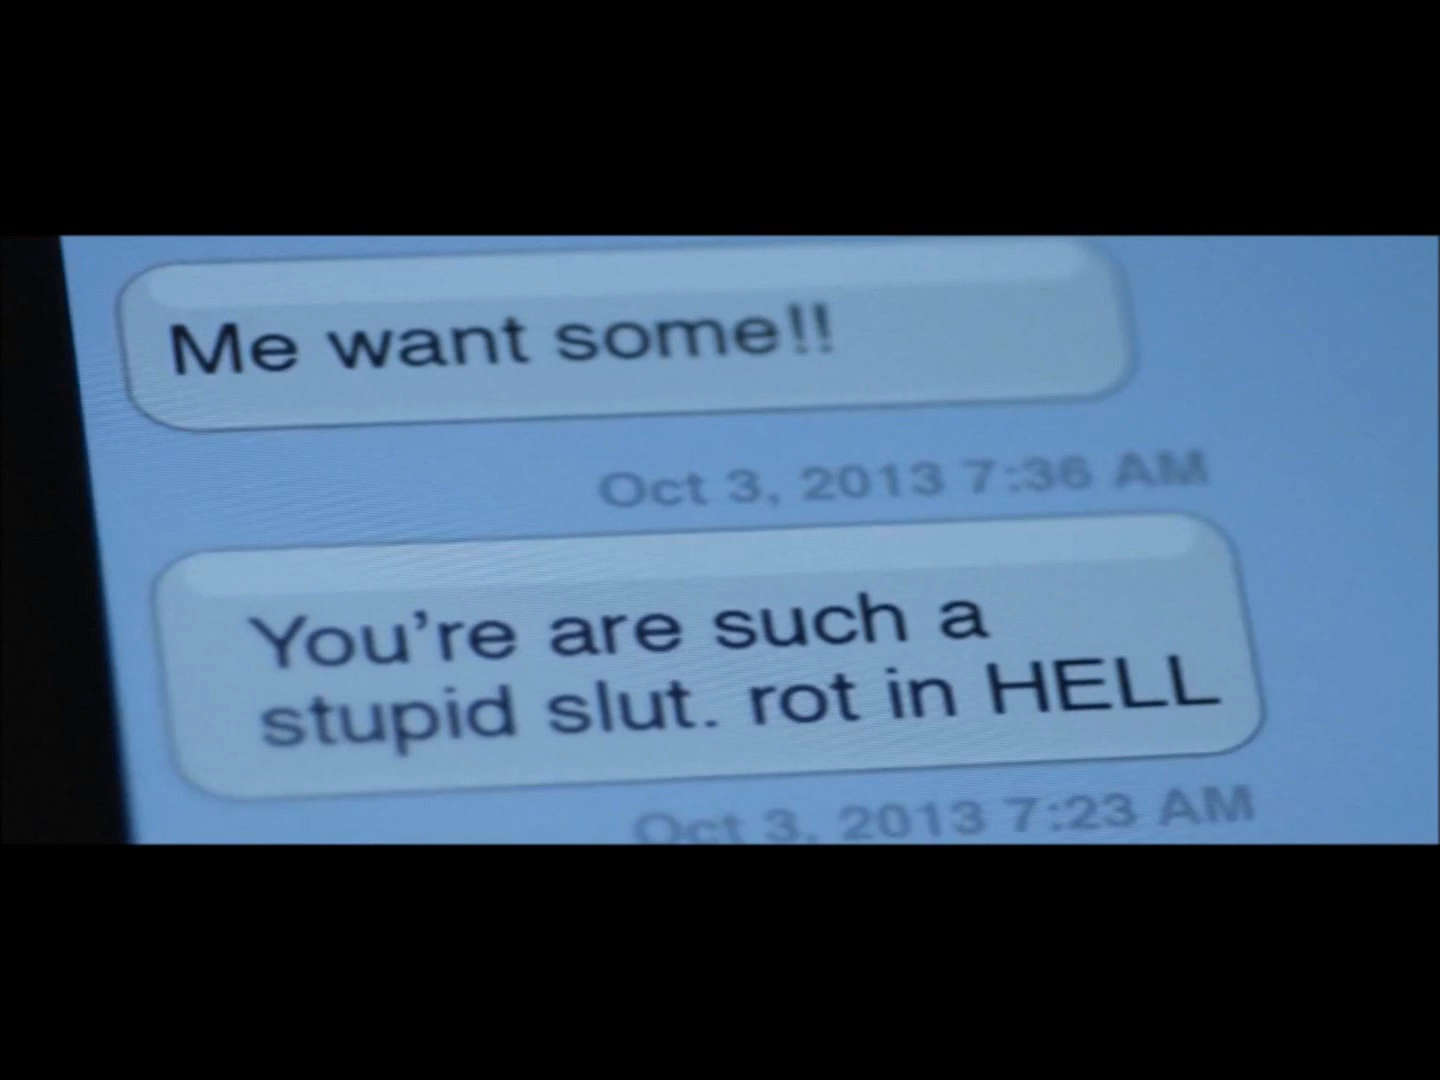 Me want some!!
Oct 3, 2013 7:36 AM
You're are such a
stupid slut. rot in HELL
Oct 3, 2013 7:23 AM